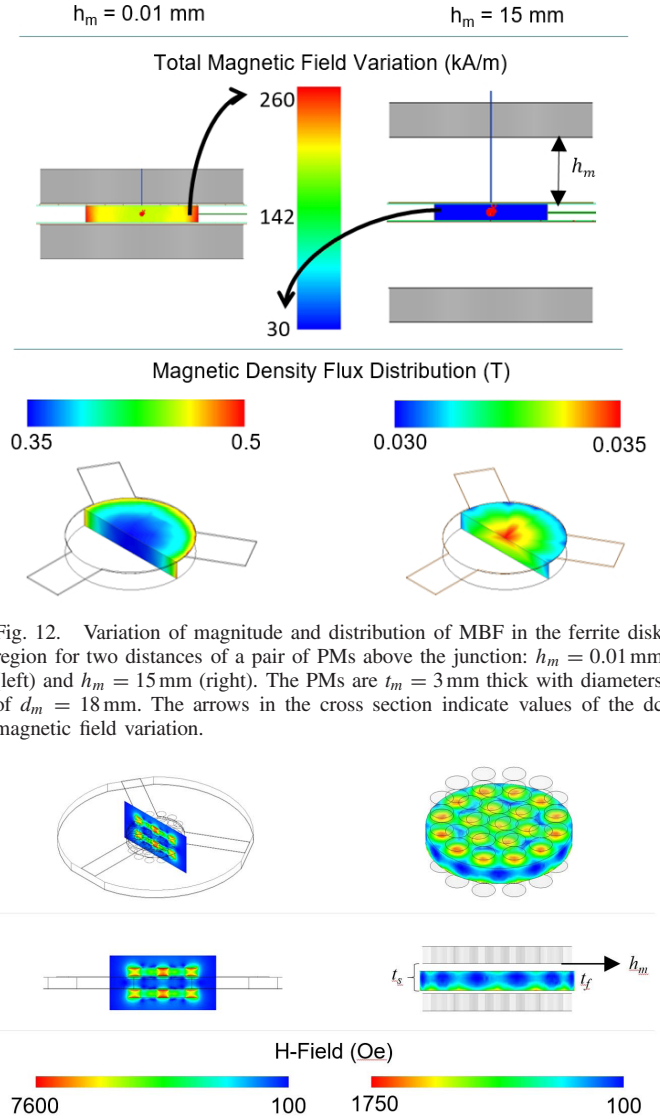 h_m = 0.01 mm
h_m = 15 mm
Total Magnetic Field Variation (kA/m)
260
142
30
h_m
Magnetic Density Flux Distribution (T)
0.35
0.5
0.030
0.035
Fig. 12. Variation of magnitude and distribution of MBF in the ferrite disk
region for two distances of a pair of PMs above the junction: h_m = 0.01 mm
(left) and h_m = 15 mm (right). The PMs are t_m = 3 mm thick with diameters
of d_m = 18 mm. The arrows in the cross section indicate values of the dc
magnetic field variation.
t_s
t_f
h_m
H-Field (Oe)
7600
100
1750
100